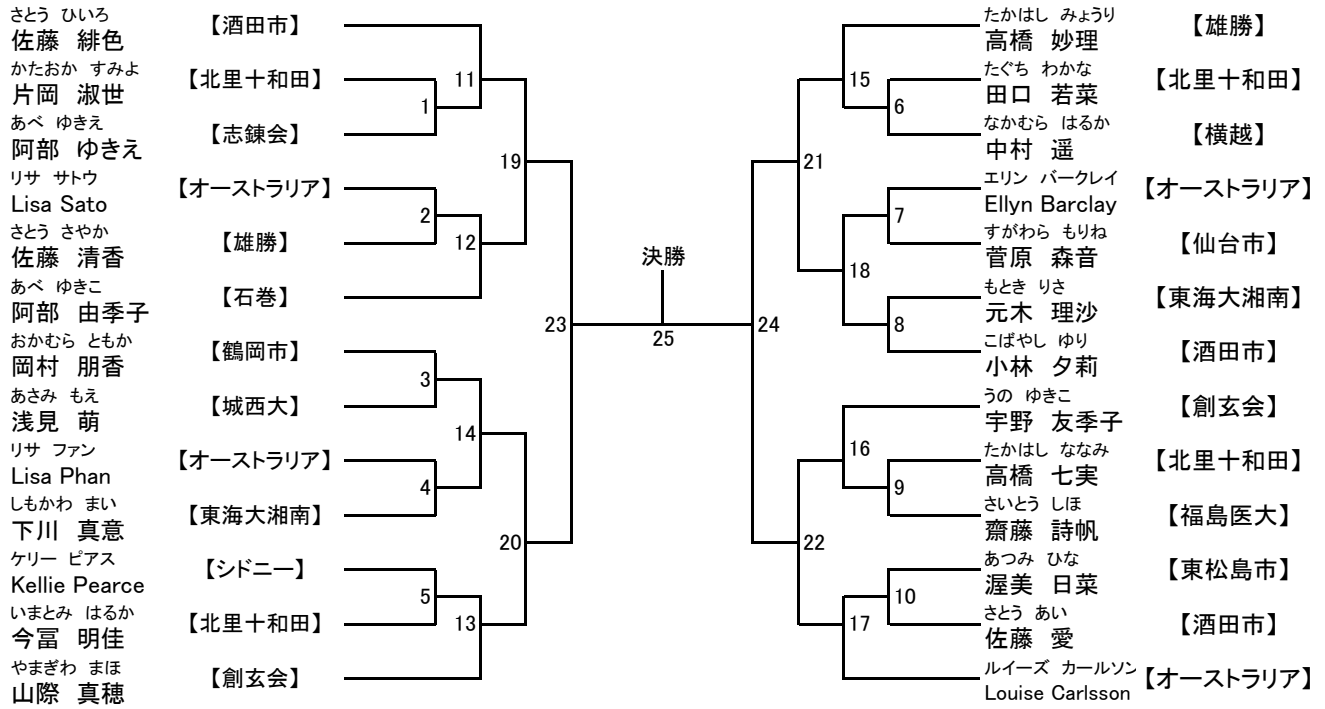 さとう ひいろ
佐藤 緋色 【酒田市】
かたおか すみよ
片岡 淑世 【北里十和田】
あべ ゆきえ
阿部 ゆきえ 【志錬会】
リサ サトウ
Lisa Sato 【オーストラリア】
さとう さやか
佐藤 清香 【雄勝】
あべ ゆきこ
阿部 由季子 【石巻】
おかむら ともか
岡村 朋香 【鶴岡市】
あさみ もえ
浅見 萌 【城西大】
リサ ファン
Lisa Phan 【オーストラリア】
しもかわ まい
下川 真意 【東海大湘南】
ケリー ピアス
Kellie Pearce 【シドニー】
いまとみ はるか
今冨 明佳 【北里十和田】
やまぎわ まほ
山際 真穂 【創玄会】
1
2
3
4
5
11
12
14
13
19
20
23
決勝
25
24
21
22
15
18
16
17
6
7
8
9
10
たかはし みょうり
高橋 妙理 【雄勝】
たぐち わかな
田口 若菜 【北里十和田】
なかむら はるか
中村 遥 【横越】
エリン バークレイ
Ellyn Barclay 【オーストラリア】
すがわら もりね
菅原 森音 【仙台市】
もとき りさ
元木 理沙 【東海大湘南】
こばやし ゆり
小林 夕莉 【酒田市】
うの ゆきこ
宇野 友季子 【創玄会】
たかはし ななみ
高橋 七実 【北里十和田】
さいとう しほ
齋藤 詩帆 【福島医大】
あつみ ひな
渥美 日菜 【東松島市】
さとう あい
佐藤 愛 【酒田市】
ルイーズ カールソン
Louise Carlsson 【オーストラリア】